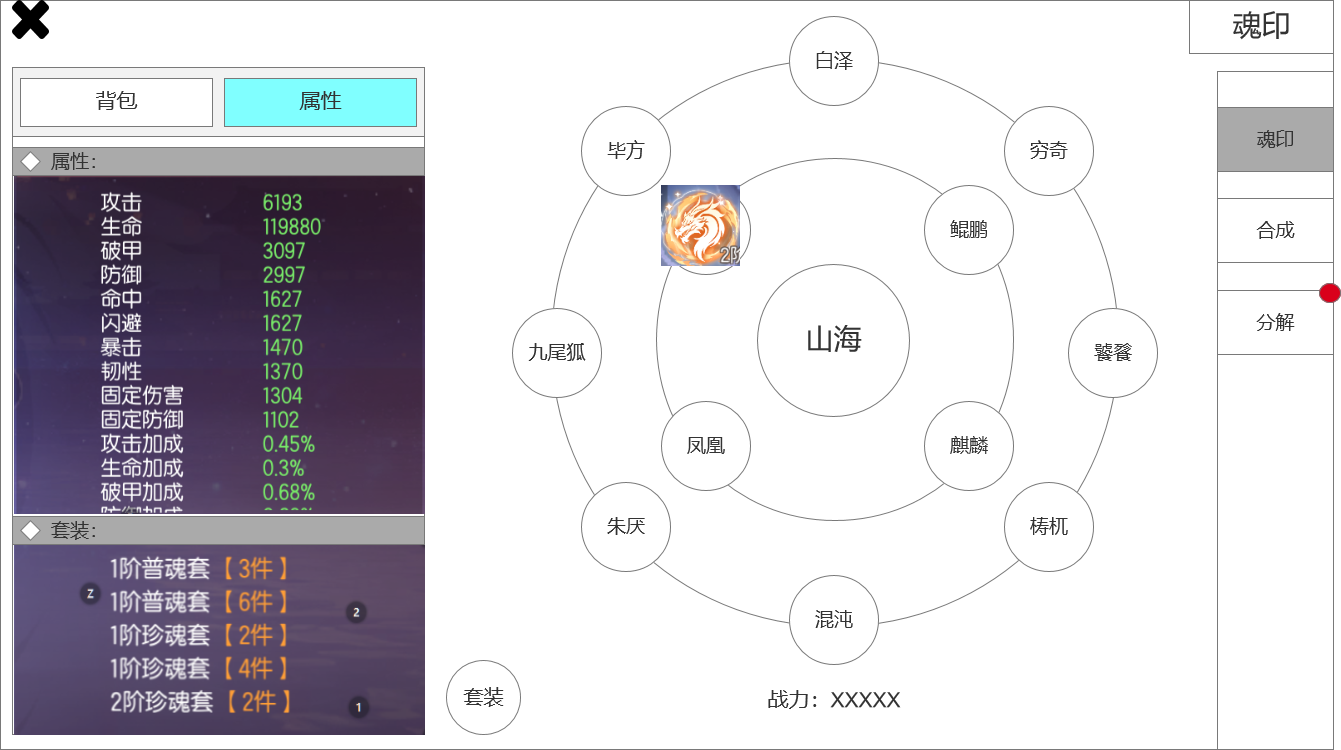 魂印
背包
属性
属性：
攻击 6193
生命 119880
破甲 3097
防御 2997
命中 1627
闪避 1627
暴击 1470
韧性 1370
固定伤害 1304
固定防御 1102
攻击加成 0.45%
生命加成 0.3%
破甲加成 0.68%
套装：
1阶普魂套【3件】
Z
1阶普魂套【6件】
2
1阶珍魂套【2件】
1阶珍魂套【4件】
2阶珍魂套【2件】
1
白泽
毕方
穷奇
2阶
鲲鹏
山海
九尾狐
饕餮
凤凰
麒麟
朱厌
梼杌
混沌
套装
战力：XXXXX
魂印
合成
分解